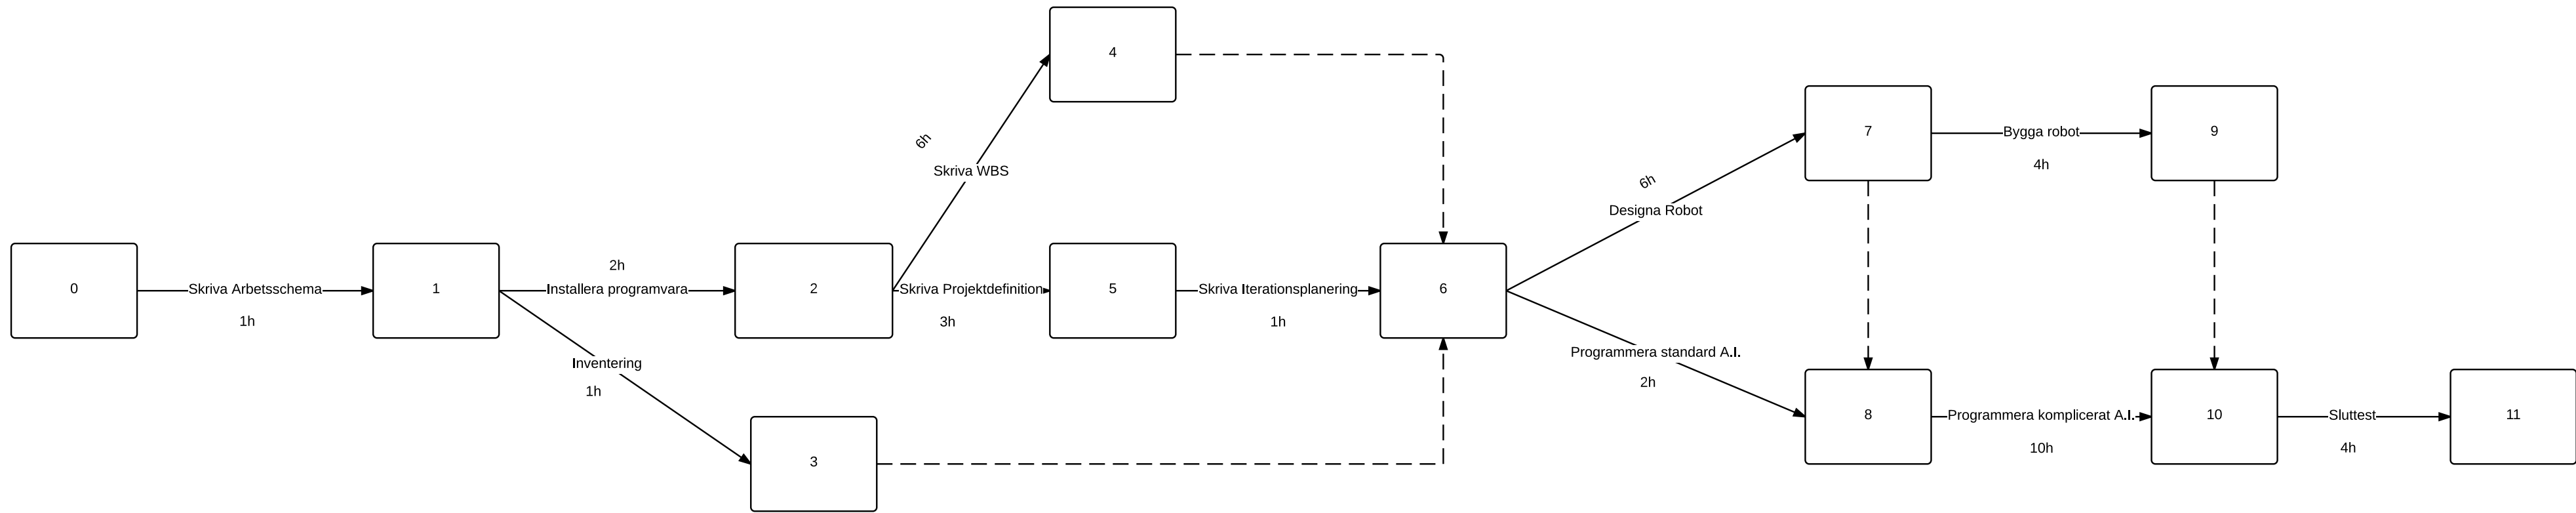 4
7
Bygga robot
9
6h
4h
Skriva WBS
6h
Designa Robot
2h
0
Skriva Arbetsschema
1
Installera programvara
2
Skriva Projektdefinition
5
Skriva Iterationsplanering
6
1h
3h
1h
Programmera standard A.I.
Inventering
2h
1h
8
Programmera komplicerat A.I.
10
Sluttest
11
10h
4h
3